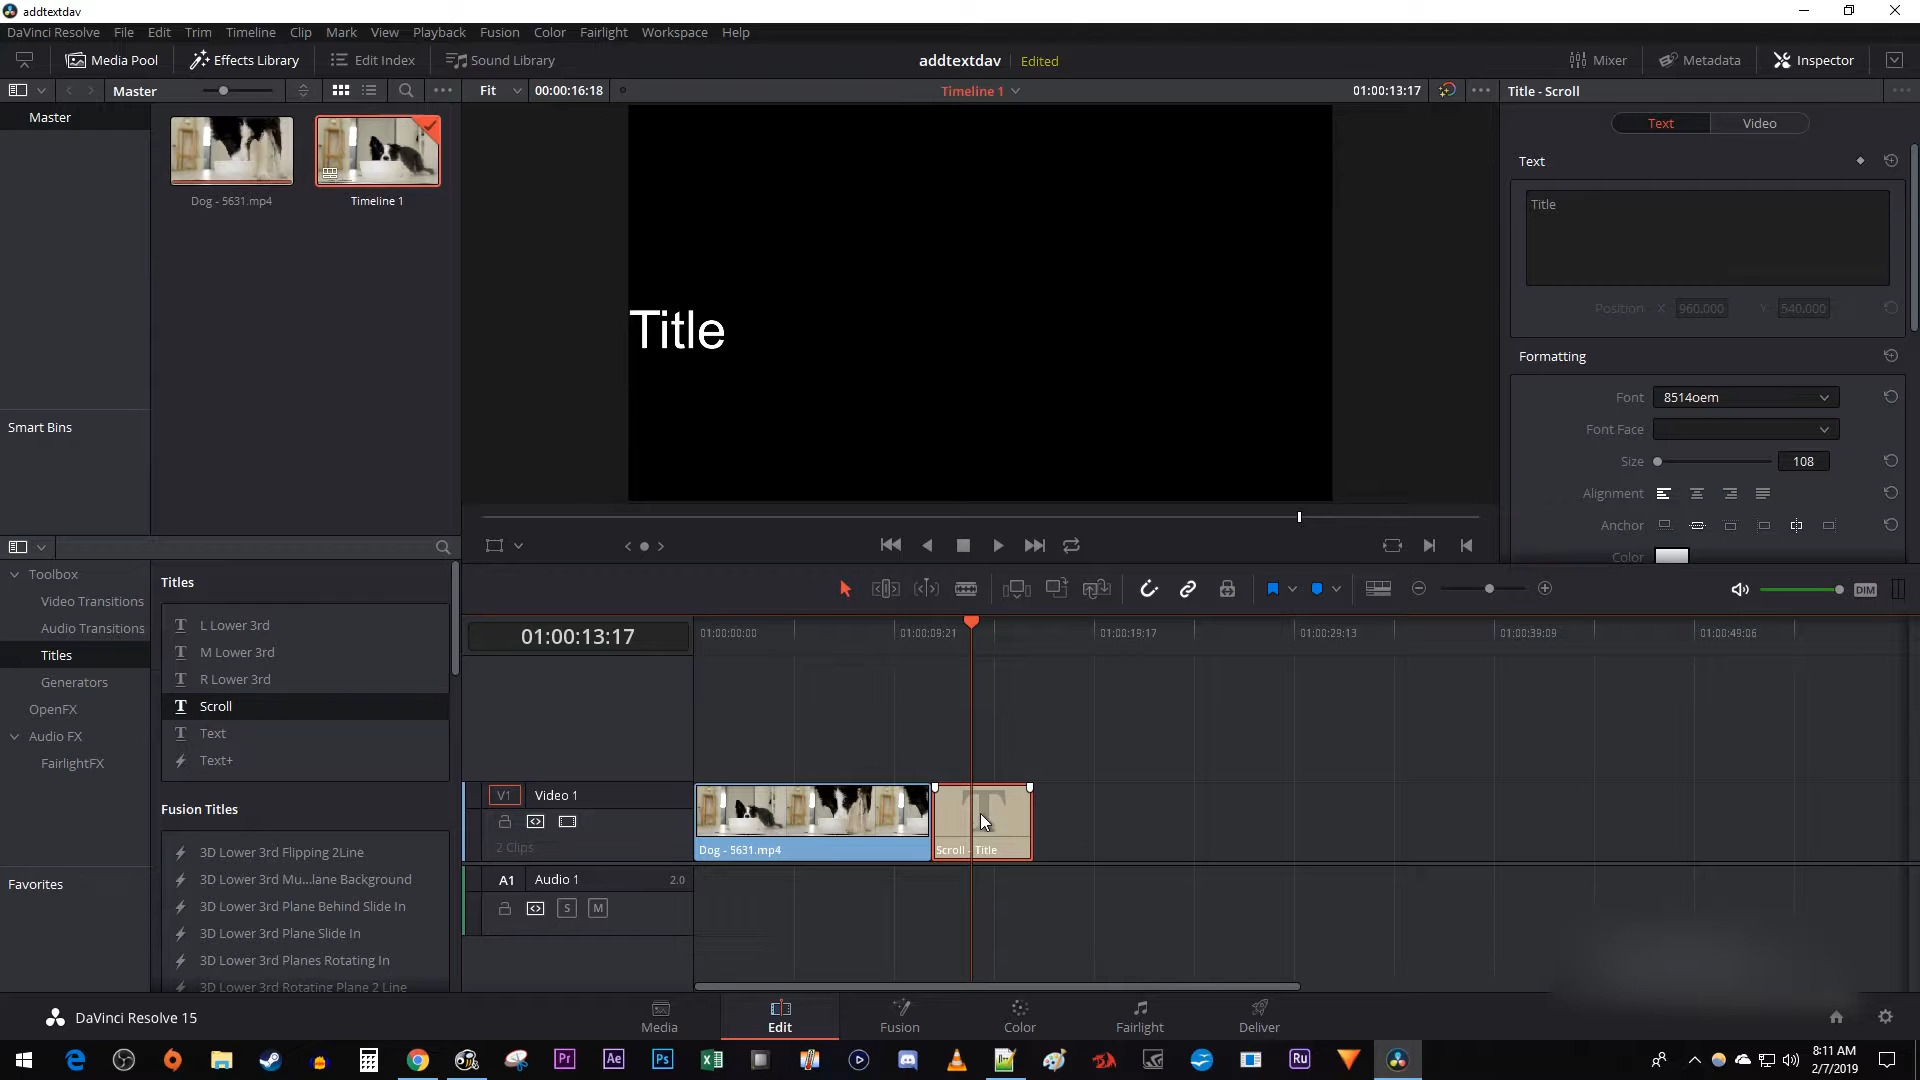 addtextdav
DaVinci Resolve File Edit Trim Timeline Clip Mark View Playback Fusion Color Fairlight Workspace Help
Media Pool Effects Library Edit Index Sound Library addtextdav Edited Mixer Metadata Inspector
Master Fit 00:00:16:18 Timeline 1 01:00:13:17 Title - Scroll
Master
Dog - 5631.mp4 Timeline 1
Smart Bins
Title
Text Video
Text
Title
Position X 960.000 Y 540.000
Formatting
Font 8514oem
Font Face
Size 108
Alignment
Anchor
Color
Toolbox
Video Transitions
Audio Transitions
Titles
Generators
OpenFX
Audio FX
FairlightFX
Favorites
Titles
L Lower 3rd
M Lower 3rd
R Lower 3rd
Scroll
Text
Text+
Fusion Titles
3D Lower 3rd Flipping 2Line
3D Lower 3rd Mu...lane Background
3D Lower 3rd Plane Behind Slide In
3D Lower 3rd Plane Slide In
3D Lower 3rd Planes Rotating In
3D Lower 3rd Rotating Plane 2 Line
DIM
01:00:13:17 01:00:00:00 01:00:09:21 01:00:19:17 01:00:29:13 01:00:39:09 01:00:49:06
V1 Video 1
2 Clips
Dog - 5631.mp4 Scroll - Title
T
A1 Audio 1 2.0
S M
DaVinci Resolve 15 Media Edit Fusion Color Fairlight Deliver
Pr Ae Ps Ru
8:11 AM
2/7/2019